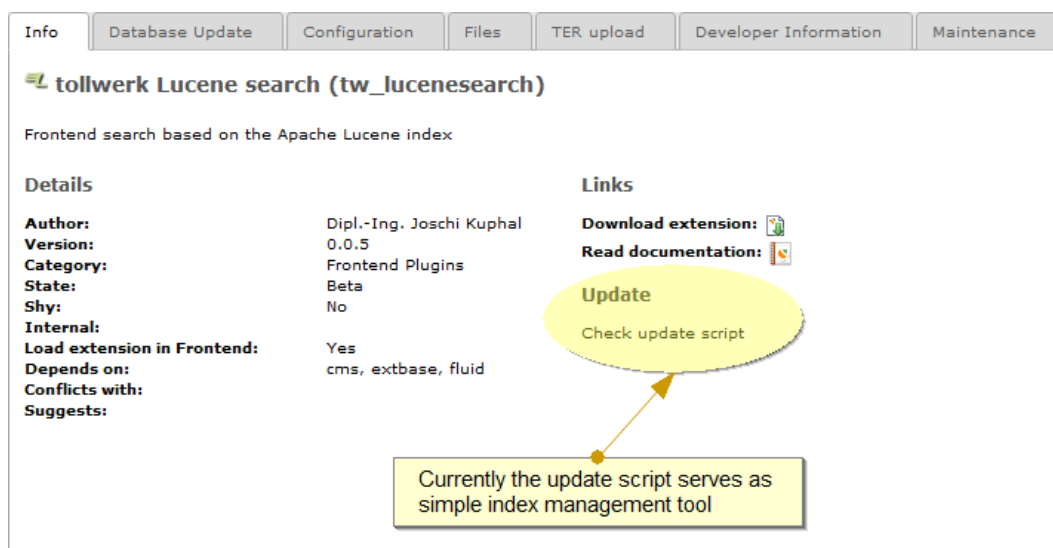 Info Database Update Configuration Files TER upload Developer Information Maintenance
tollwerk Lucene search (tw_lucenesearch)
Frontend search based on the Apache Lucene index
Details
Author: Dipl.-Ing. Joschi Kuphal
Version: 0.0.5
Category: Frontend Plugins
State: Beta
Shy: No
Internal:
Load extension in Frontend: Yes
Depends on: cms, extbase, fluid
Conflicts with:
Suggests:
Links
Download extension:
Read documentation:
Update
Check update script
Currently the update script serves as
simple index management tool